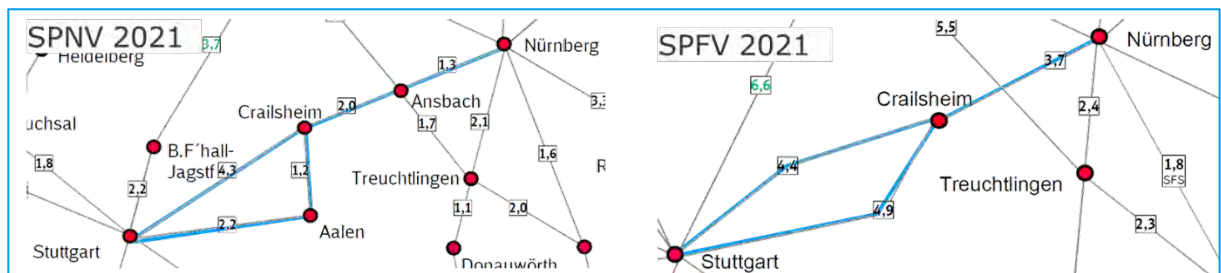 SPNV 2021
Heidelberg
3,7
Nürnberg
1,3
3,3
Ansbach
2,0
Crailsheim
uchsal
1,7
2,1
B.F´hall-
Jagstf
4,3
1,2
1,6
1,8
R
Treuchtlingen
2,2
1,1
2,0
2,2
Aalen
Stuttgart
Donauwörth
SPFV 2021
5,5
Nürnberg
3,7
6,6
Crailsheim
2,4
4,4
1,8
SFS
Treuchtlingen
4,9
2,3
Stuttgart